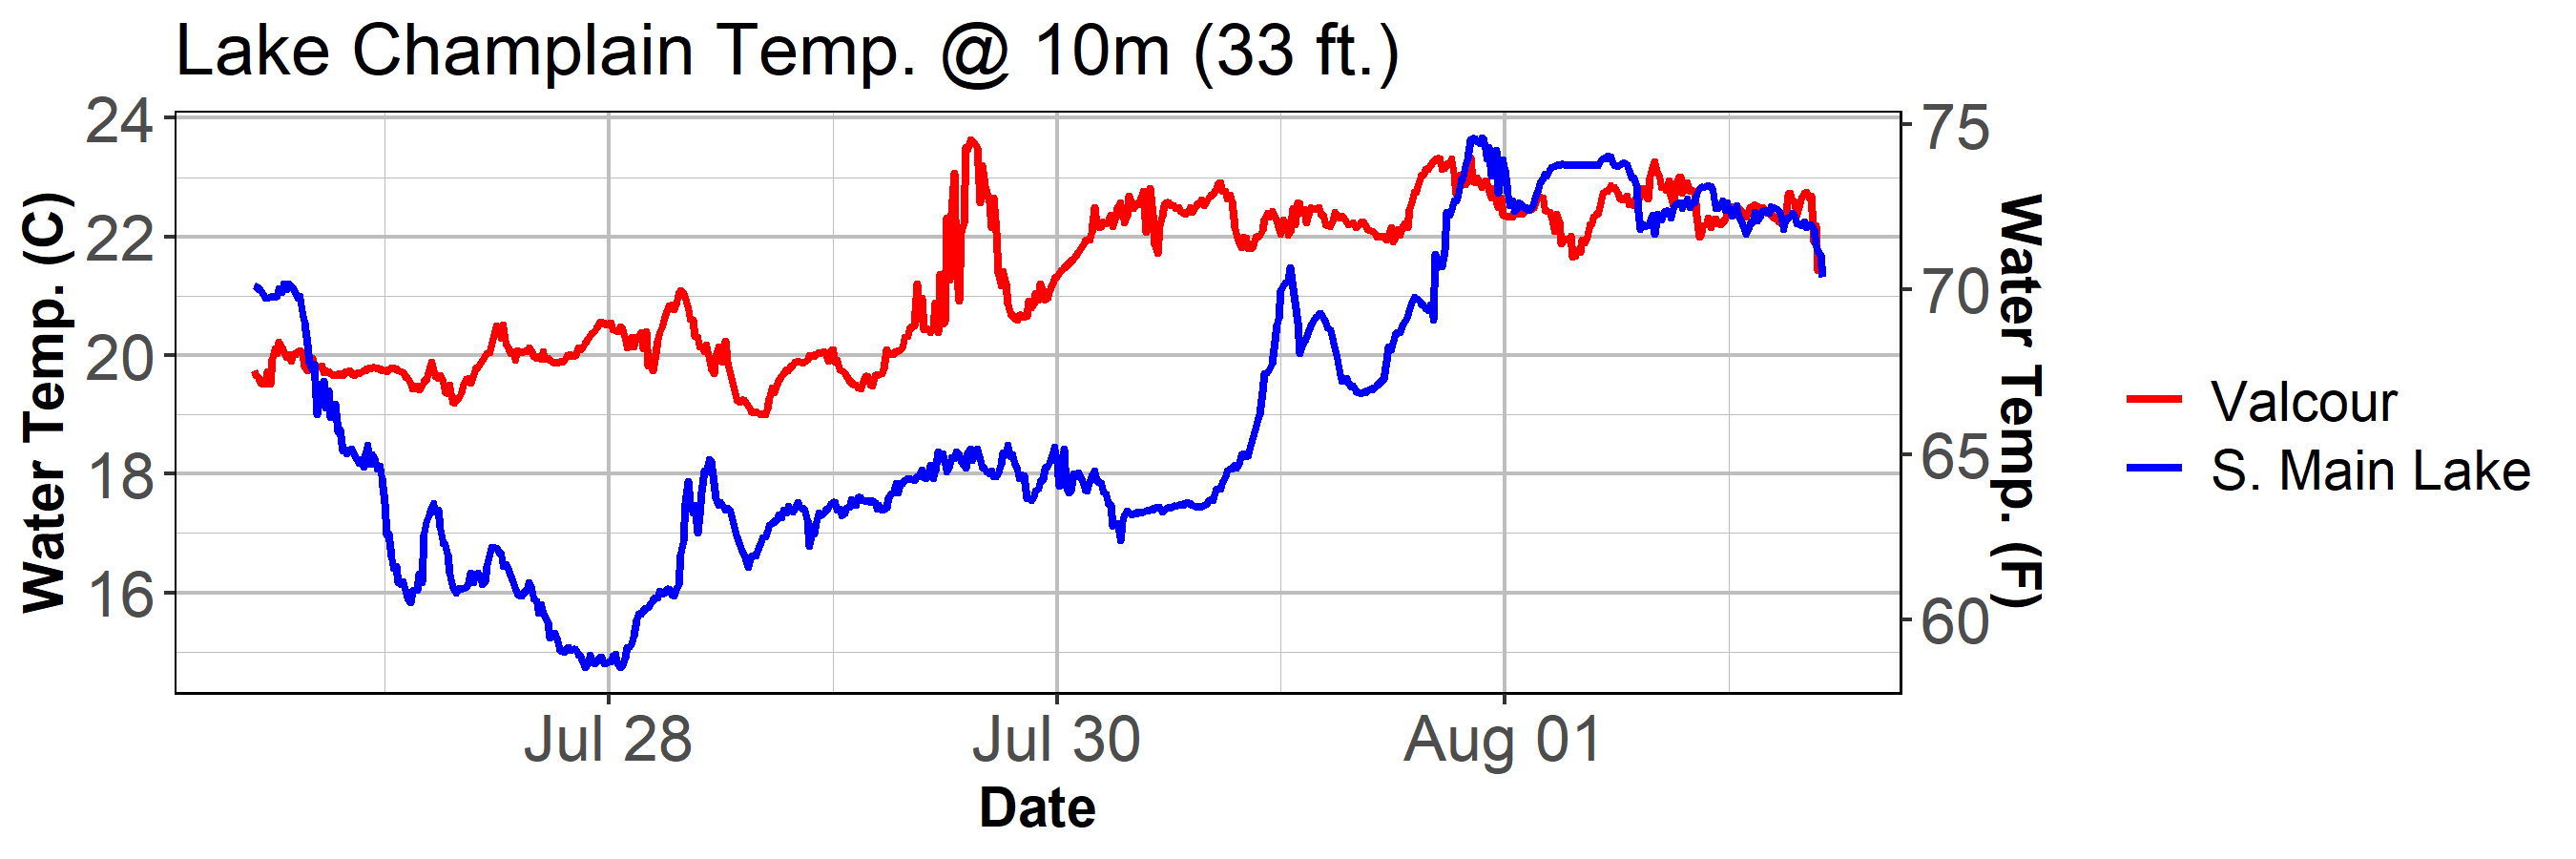 Lake Champlain Temp. @ 10m (33 ft.)
Water Temp. (C)
24
22
20
18
16
75
70
65
60
Water Temp. (F)
Jul 28
Jul 30
Aug 01
Date
Valcour
S. Main Lake